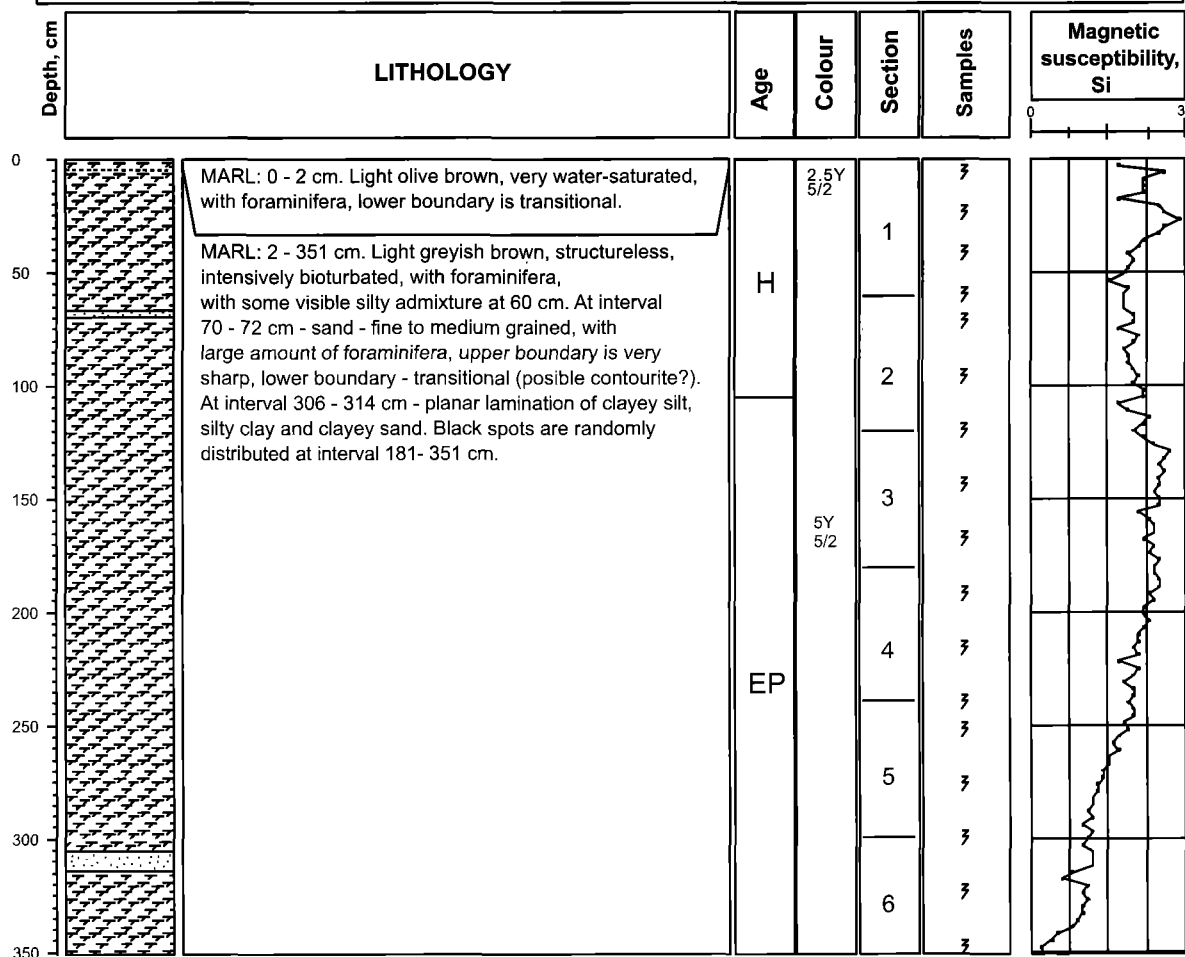 Depth, cm
LITHOLOGY
Age
Colour
Section
Samples
Magnetic
susceptibility,
Si
0 3
0
50
100
150
200
250
300
350
MARL: 0 - 2 cm. Light olive brown, very water-saturated,
with foraminifera, lower boundary is transitional.
MARL: 2 - 351 cm. Light greyish brown, structureless,
intensively bioturbated, with foraminifera,
with some visible silty admixture at 60 cm. At interval
70 - 72 cm - sand - fine to medium grained, with
large amount of foraminifera, upper boundary is very
sharp, lower boundary - transitional (posible contourite?).
At interval 306 - 314 cm - planar lamination of clayey silt,
silty clay and clayey sand. Black spots are randomly
distributed at interval 181- 351 cm.
H
EP
2.5Y
5/2
5Y
5/2
1
2
3
4
5
6